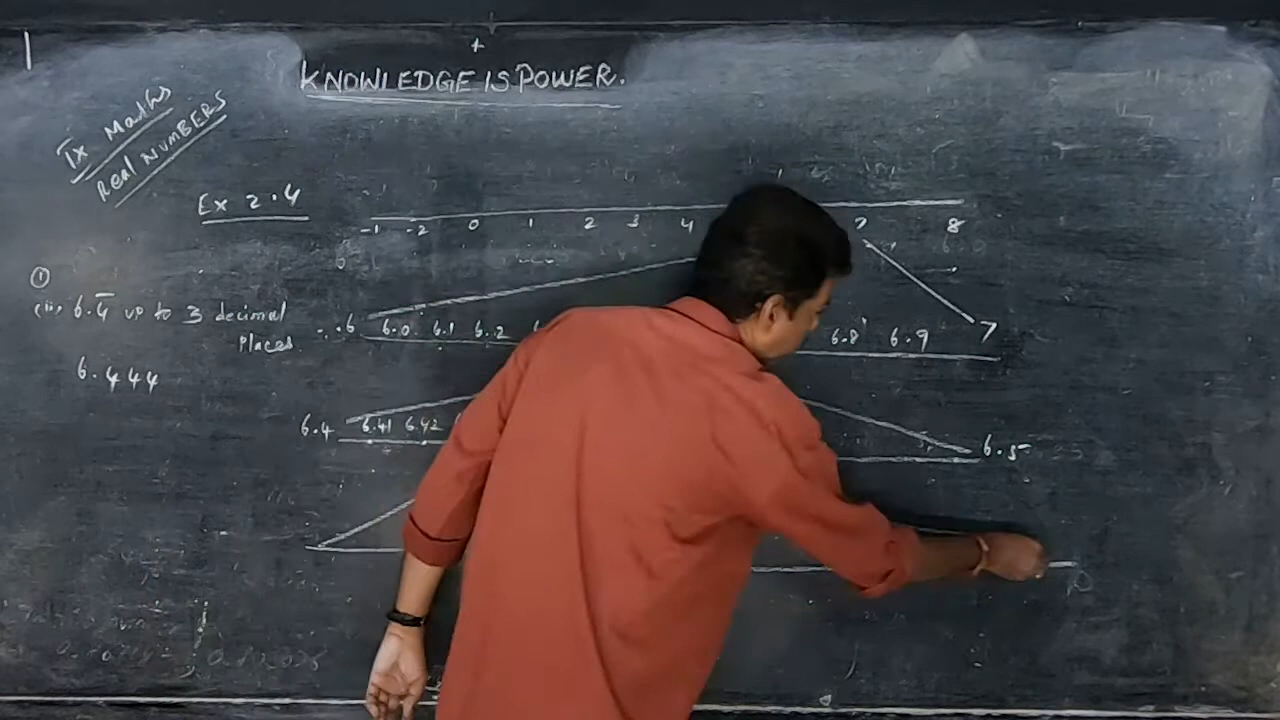 KNOWLEDGE IS POWER.
IX Maths
Real NUMBERS
Ex 2.4
-1 -2 0 1 2 3 4 7 8
①
(ii) 6.4̅ up to 3 decimal
Places.
6.444
6 6.0 6.1 6.2 6.8 6.9 7
6.4 6.41 6.42 6.5